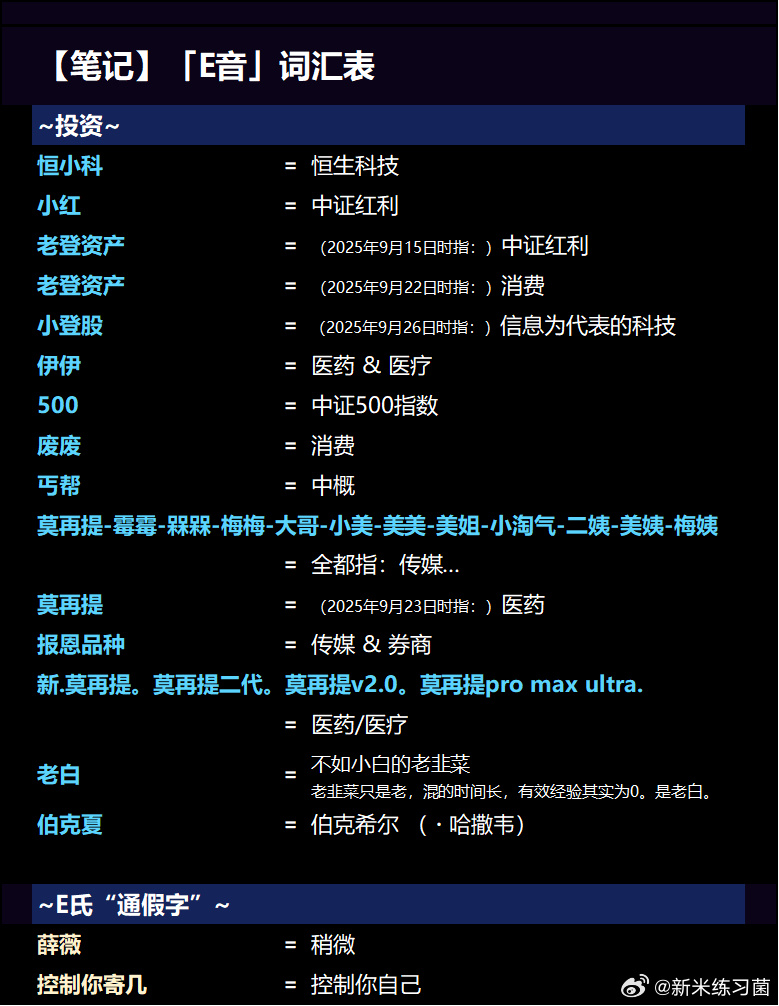 【笔记】「E音」词汇表
~投资~
恒小科 = 恒生科技
小红 = 中证红利
老登资产 = （2025年9月15日时指：）中证红利
老登资产 = （2025年9月22日时指：）消费
小登股 = （2025年9月26日时指：）信息为代表的科技
伊伊 = 医药 & 医疗
500 = 中证500指数
废废 = 消费
丐帮 = 中概
莫再提-霉霉-槑槑-梅梅-大哥-小美-美美-美姐-小淘气-二姨-美姨-梅姨
= 全都指：传媒...
莫再提 = （2025年9月23日时指：）医药
报恩品种 = 传媒 & 券商
新.莫再提。莫再提二代。莫再提v2.0。莫再提pro max ultra.
= 医药/医疗
老白 = 不如小白的老韭菜
老韭菜只是老，混的时间长，有效经验其实为0。是老白。
伯克夏 = 伯克希尔 （·哈撒韦）
~E氏“通假字”~
薛薇 = 稍微
控制你寄几 = 控制你自己
@新米练习菌